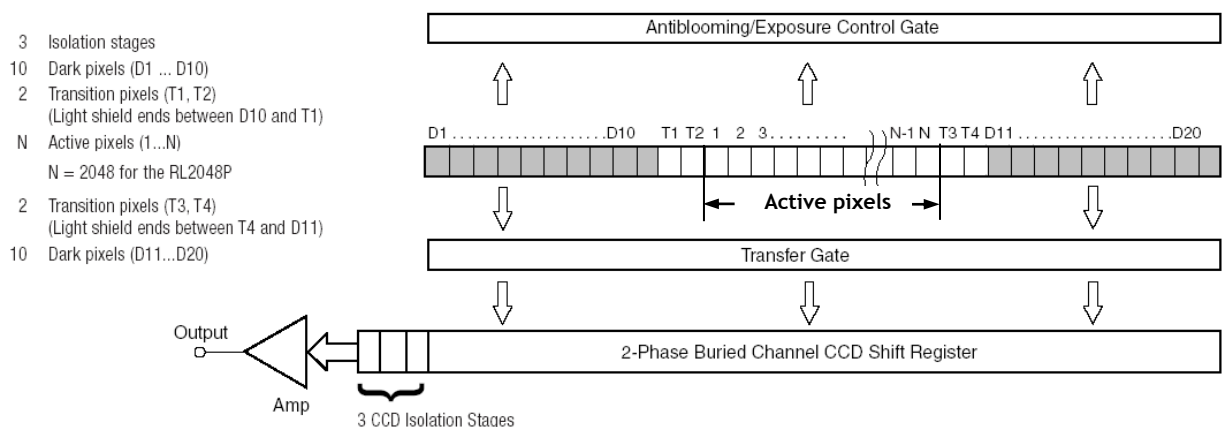 Antiblooming/Exposure Control Gate
3 Isolation stages
10 Dark pixels (D1 ... D10)
2 Transition pixels (T1, T2)
(Light shield ends between D10 and T1)
N Active pixels (1...N)
N = 2048 for the RL2048P
2 Transition pixels (T3, T4)
(Light shield ends between T4 and D11)
10 Dark pixels (D11...D20)
D1 . . . . . . . . . . . . . . . . . . . . . . D10 T1 T2 1 2 3 . . . . . . . . . N-1 N T3 T4 D11 . . . . . . . . . . . . . . . . . . . . . . D20
Active pixels
Transfer Gate
2-Phase Buried Channel CCD Shift Register
Output
Amp
3 CCD Isolation Stages